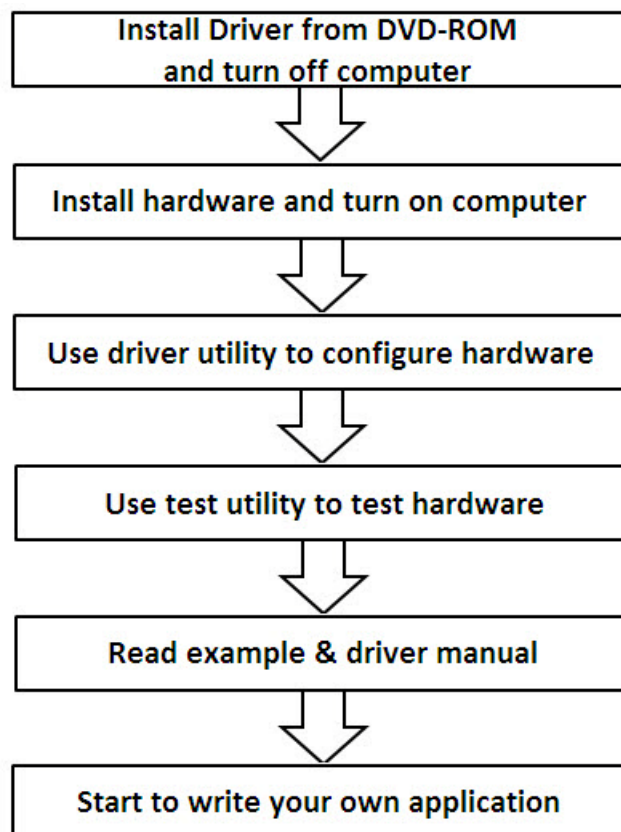 Install Driver from DVD-ROM
and turn off computer
Install hardware and turn on computer
Use driver utility to configure hardware
Use test utility to test hardware
Read example & driver manual
Start to write your own application